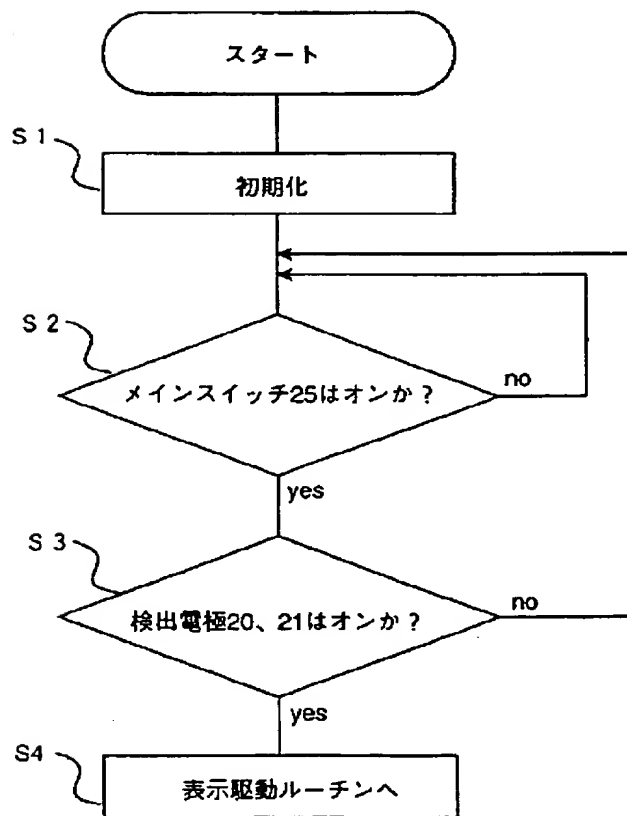 スタート
S 1
初期化
S 2
メインスイッチ25はオンか？
no
yes
S 3
検出電極20、21はオンか？
no
yes
S4
表示駆動ルーチンへ